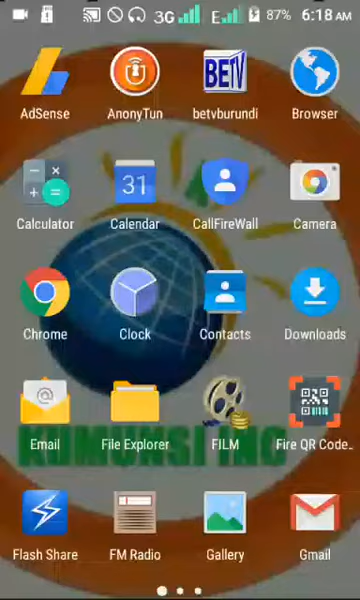 3G E 87% 6:18 AM
BETV
AdSense AnonyTun betvburundi Browser
31
Calculator Calendar CallFireWall Camera
Chrome Clock Contacts Downloads
@
Email File Explorer FILM Fire QR Code..
INC
Flash Share FM Radio Gallery Gmail